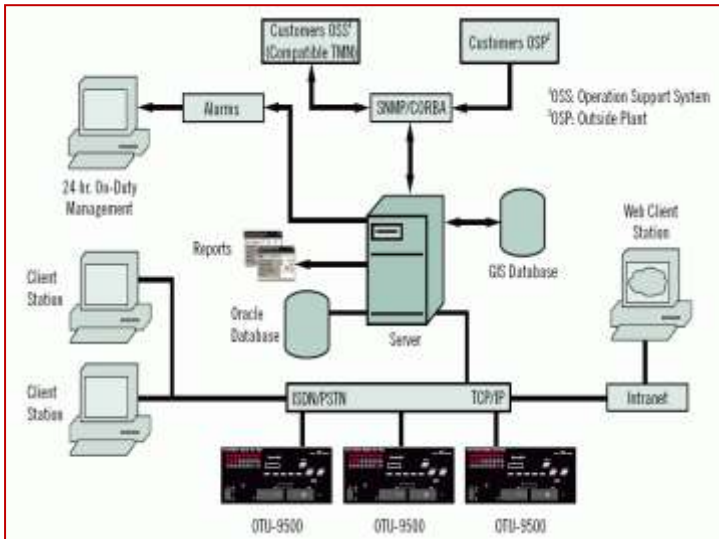 Customers OSS¹
(Compatible TMN)
Customers OSP²
Alarms
SNMP/CORBA
¹OSS: Operation Support System
²OSP: Outside Plant
24 hr. On-Duty
Management
Web Client
Station
Reports
GIS Database
Client
Station
Oracle
Database
Server
Client
Station
ISDN/PSTN
TCP/IP
Intranet
OTU-9500
OTU-9500
OTU-9500